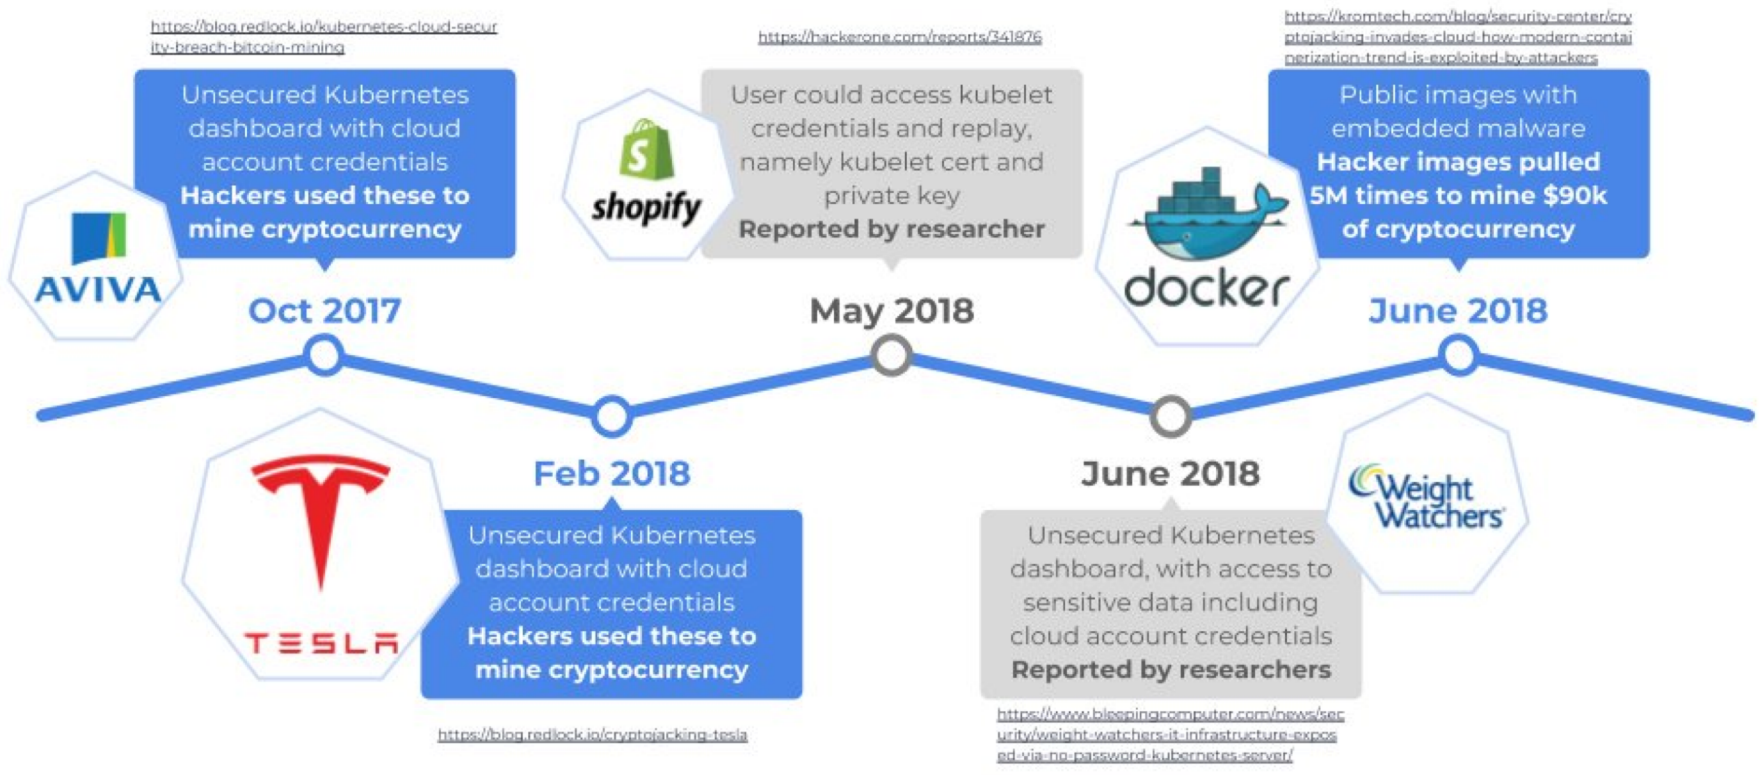 https://blog.redlock.io/kubernetes-cloud-secur
ity-breach-bitcoin-mining
Unsecured Kubernetes
dashboard with cloud
account credentials
Hackers used these to
mine cryptocurrency
AVIVA
Oct 2017
https://hackerone.com/reports/341876
User could access kubelet
credentials and replay,
namely kubelet cert and
private key
Reported by researcher
S
shopify
May 2018
https://kromtech.com/blog/security-center/cry
ptojacking-invades-cloud-how-modern-contai
nerization-trend-is-exploited-by-attackers
Public images with
embedded malware
Hacker images pulled
5M times to mine $90k
of cryptocurrency
docker
June 2018
TESLA
Feb 2018
Unsecured Kubernetes
dashboard with cloud
account credentials
Hackers used these to
mine cryptocurrency
https://blog.redlock.io/cryptojacking-tesla
June 2018
Unsecured Kubernetes
dashboard, with access to
sensitive data including
cloud account credentials
Reported by researchers
Weight
Watchers
https://www.bleepingcomputer.com/news/sec
urity/weight-watchers-it-infrastructure-expos
ed-via-no-password-kubernetes-server/